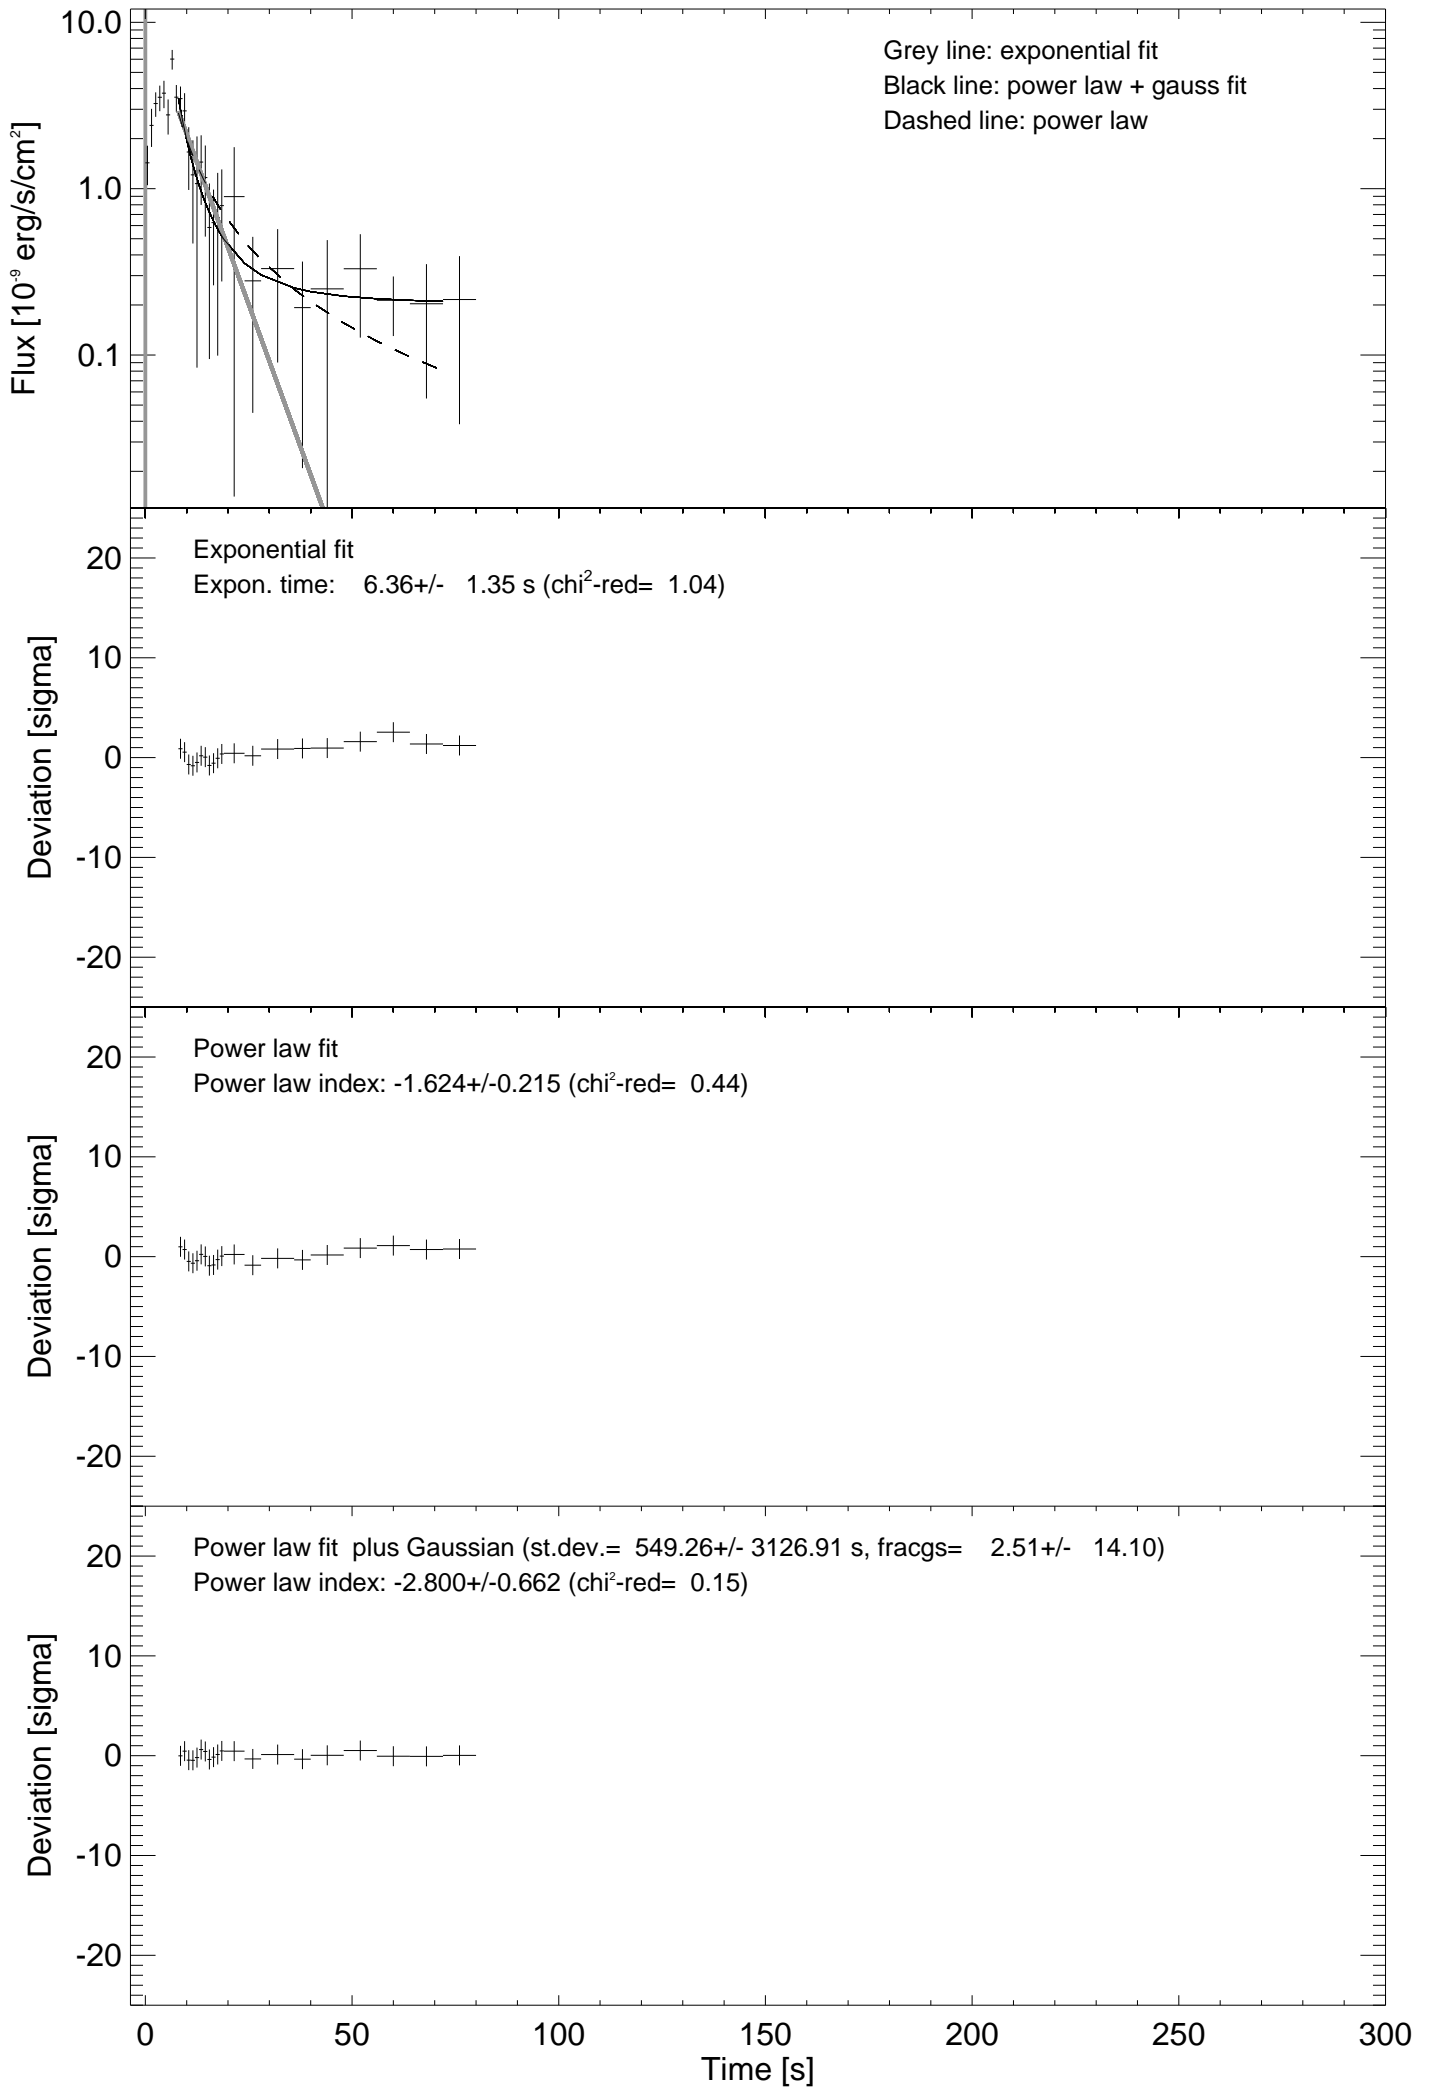 10.0
1.0
0.1
Flux [10⁻⁹ erg/s/cm²]
Grey line: exponential fit
Black line: power law + gauss fit
Dashed line: power law
20
10
0
-10
-20
Deviation [sigma]
Exponential fit
Expon. time: 6.36+/- 1.35 s (chi²-red= 1.04)
20
10
0
-10
-20
Deviation [sigma]
Power law fit
Power law index: -1.624+/-0.215 (chi²-red= 0.44)
20
10
0
-10
-20
Deviation [sigma]
Power law fit plus Gaussian (st.dev.= 549.26+/- 3126.91 s, fracgs= 2.51+/- 14.10)
Power law index: -2.800+/-0.662 (chi²-red= 0.15)
0 50 100 150 200 250 300
Time [s]